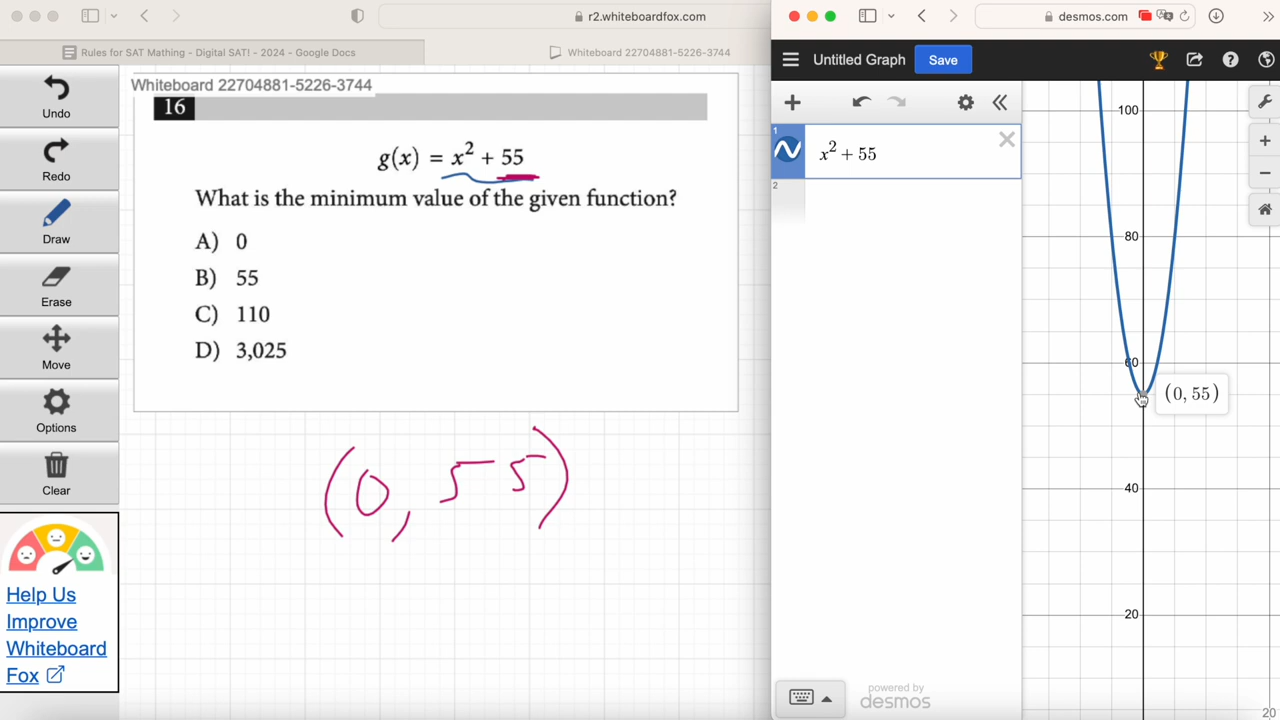 r2.whiteboardfox.com
Rules for SAT Mathing - Digital SAT! - 2024 - Google Docs
Whiteboard 22704881-5226-3744
Undo
Redo
Draw
Erase
Move
Options
Clear
Help Us
Improve
Whiteboard
Fox
Whiteboard 22704881-5226-3744
16
g(x) = x² + 55
What is the minimum value of the given function?
A) 0
B) 55
C) 110
D) 3,025
(0, 55)
desmos.com
Untitled Graph
Save
1
x² + 55
2
powered by
desmos
100
80
60
(0, 55)
40
20
20